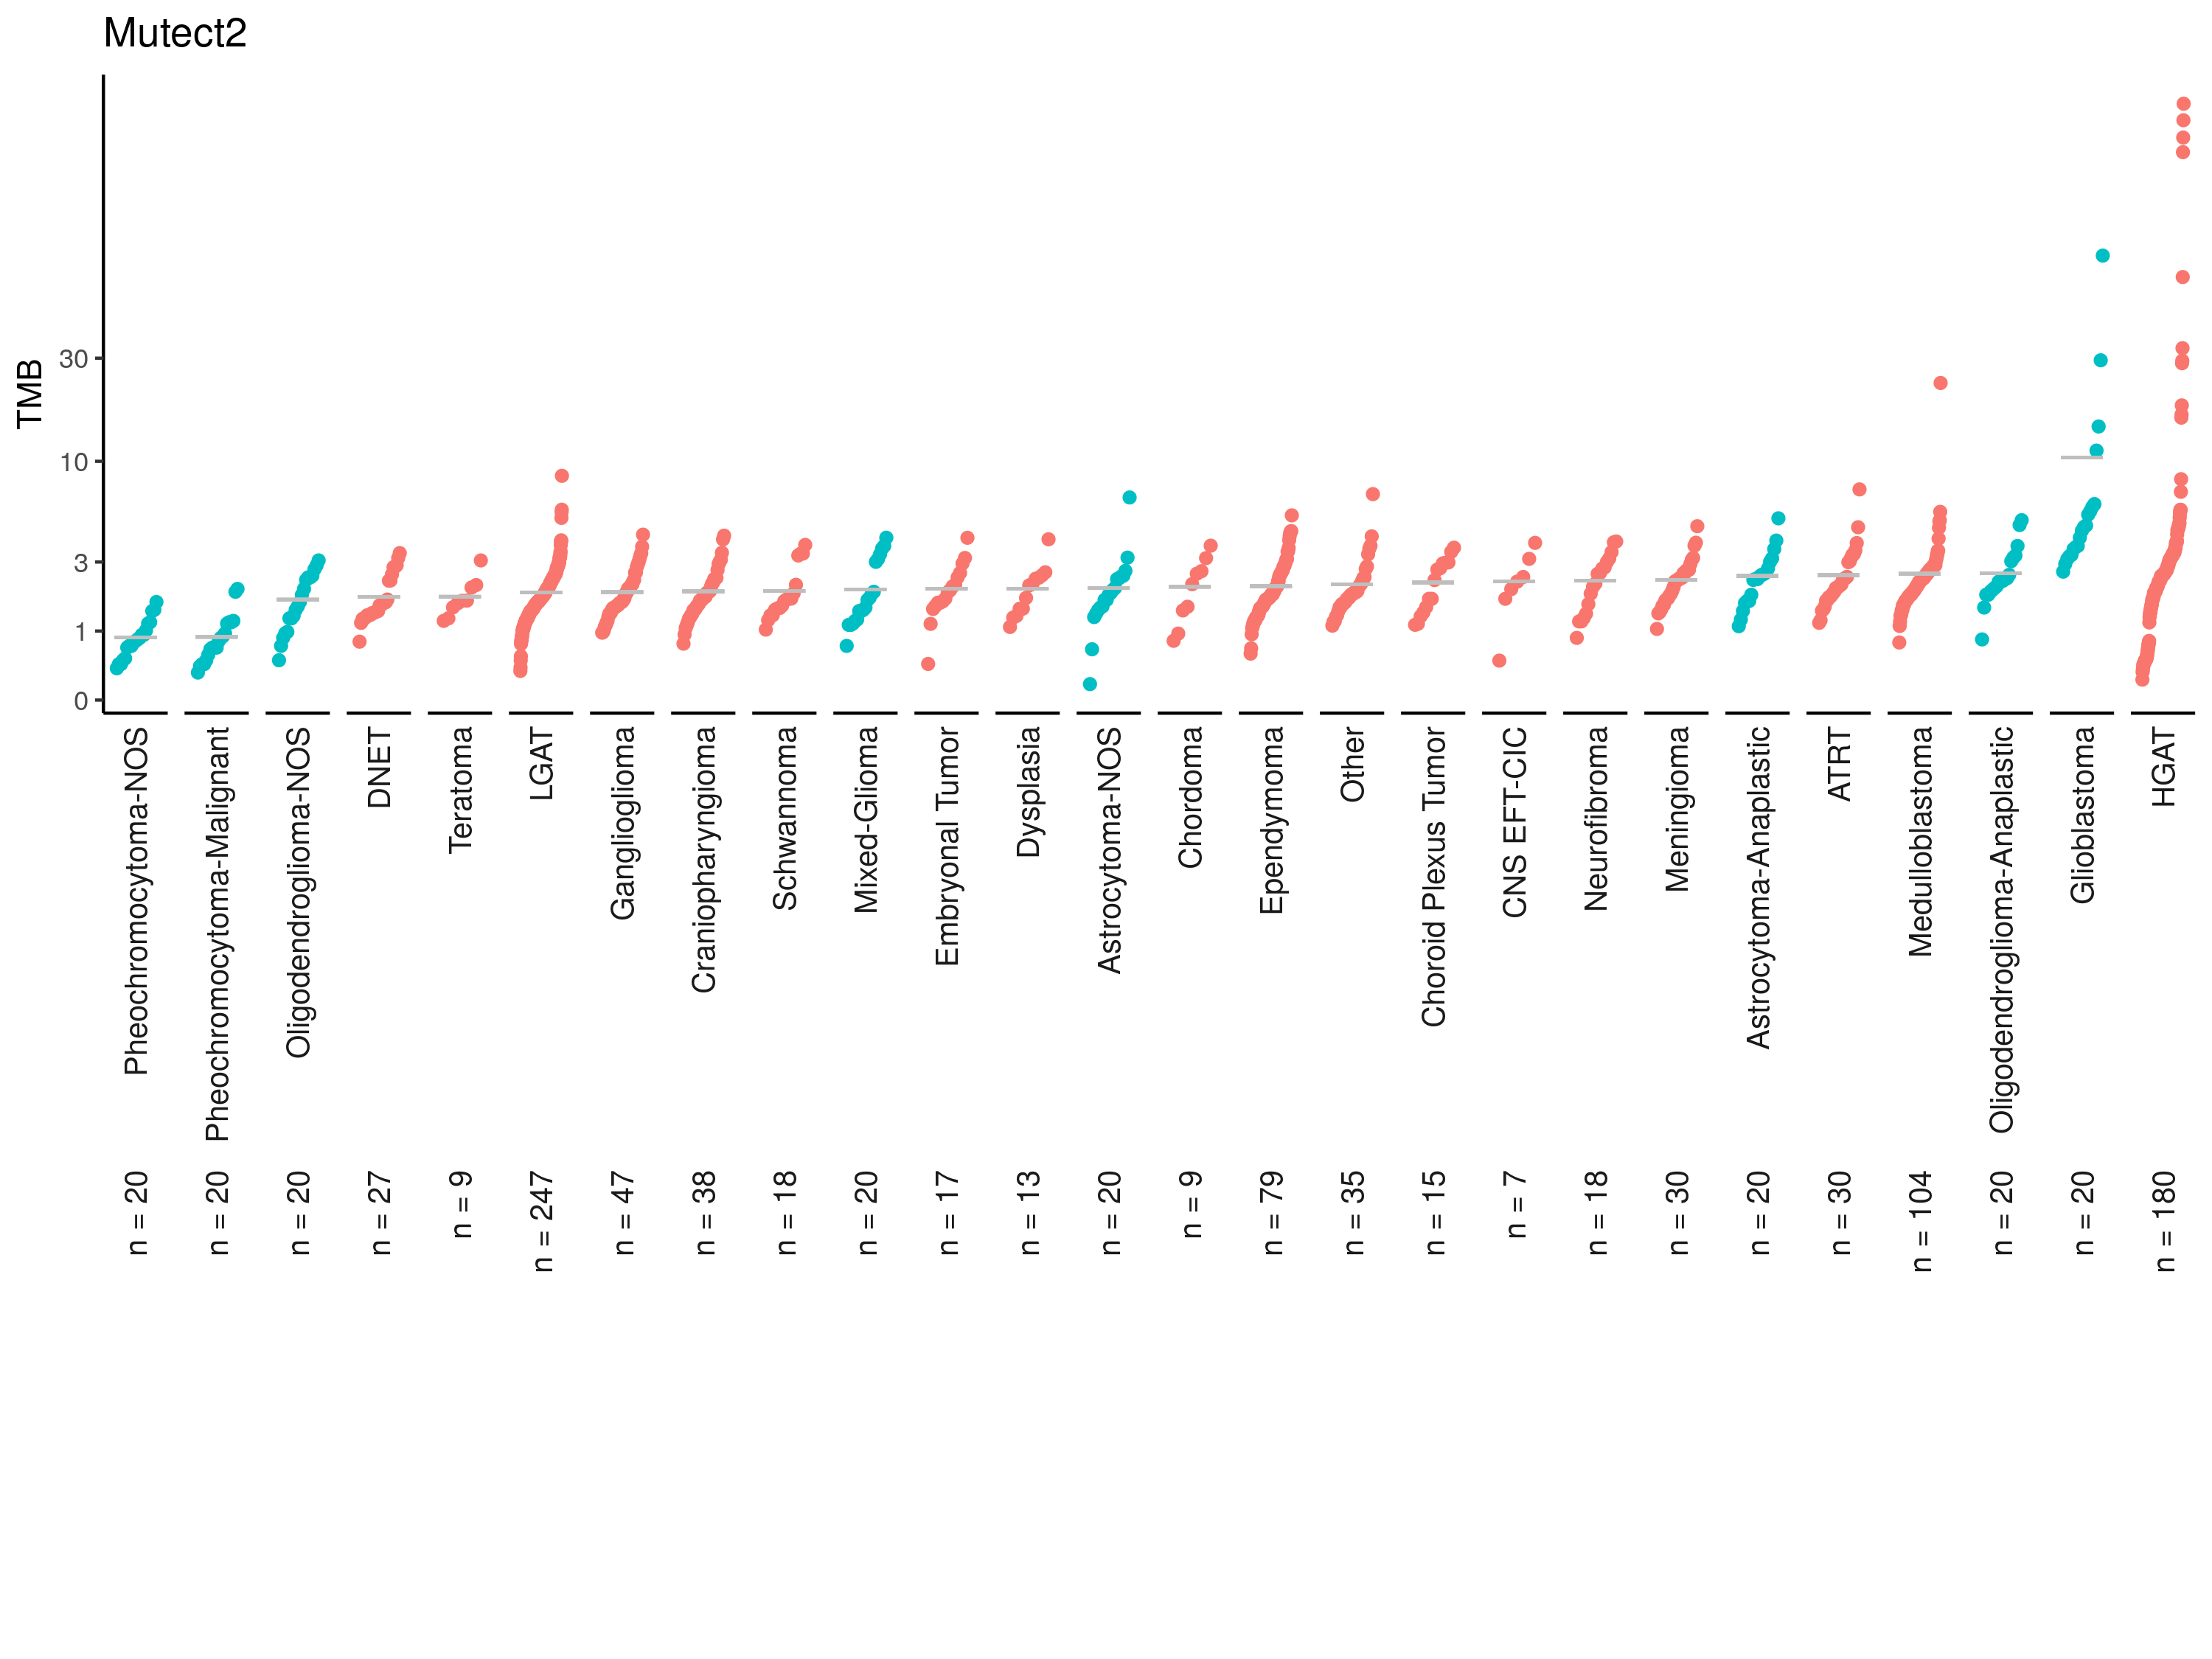 Mutect2
TMB
30
10
3
1
0
Pheochromocytoma-NOS
Pheochromocytoma-Malignant
Oligodendroglioma-NOS
DNET
Teratoma
LGAT
Ganglioglioma
Craniopharyngioma
Schwannoma
Mixed-Glioma
Embryonal Tumor
Dysplasia
Astrocytoma-NOS
Chordoma
Ependymoma
Other
Choroid Plexus Tumor
CNS EFT-CIC
Neurofibroma
Meningioma
Astrocytoma-Anaplastic
ATRT
Medulloblastoma
Oligodendroglioma-Anaplastic
Glioblastoma
HGAT
n = 20
n = 20
n = 20
n = 27
n = 9
n = 247
n = 47
n = 38
n = 18
n = 20
n = 17
n = 13
n = 20
n = 9
n = 79
n = 35
n = 15
n = 7
n = 18
n = 30
n = 20
n = 30
n = 104
n = 20
n = 20
n = 180